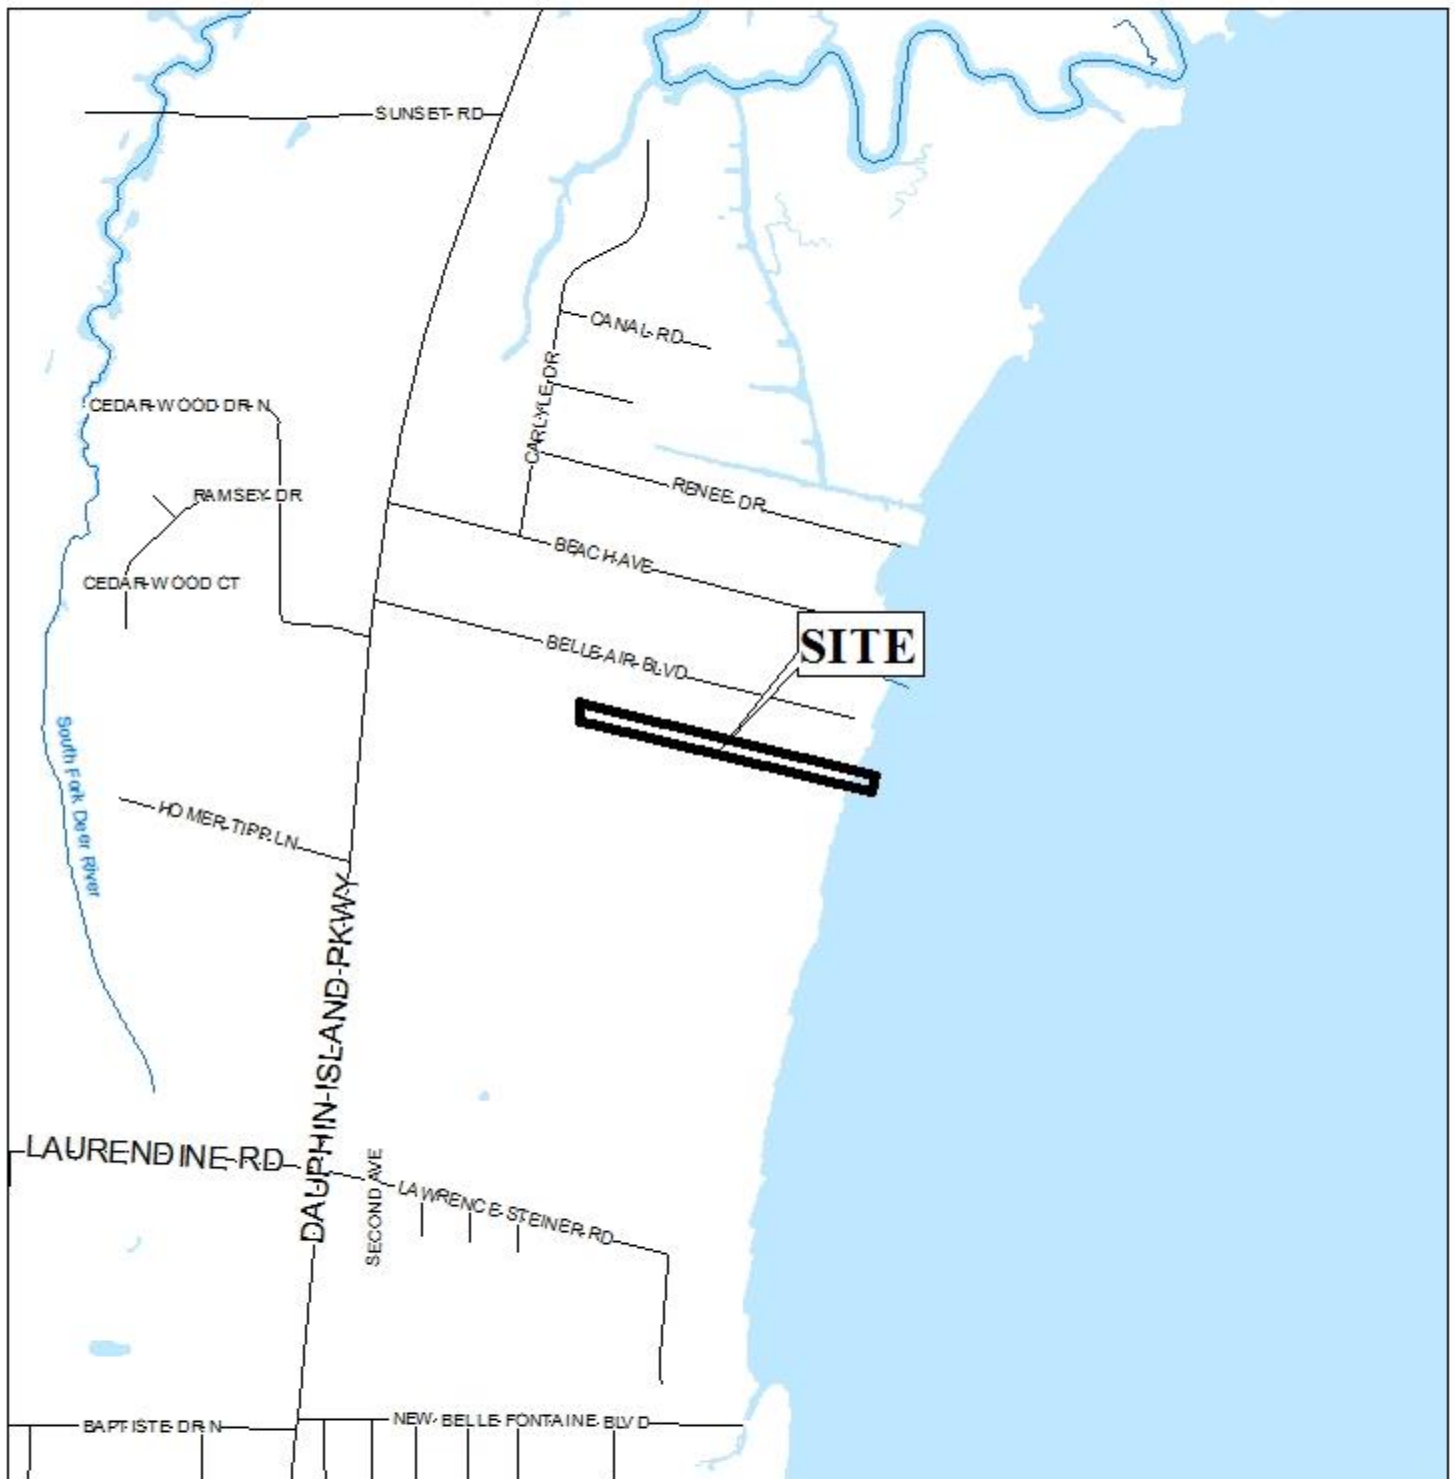 SUNSET RD
CANAL RD
CARLYLE DR
CEDAR WOOD DR N
RAMSEY DR
RENEE DR
BEACH AVE
CEDAR WOOD CT
SITE
BELLE AIR BLVD
South Fork Deer River
HOMER TIPP LN
DAUPHIN ISLAND PKWY
LAURENDINE RD
SECOND AVE
LAWRENCE STEINER RD
BAPTISTE DR N
NEW BELLE FONTAINE BLVD